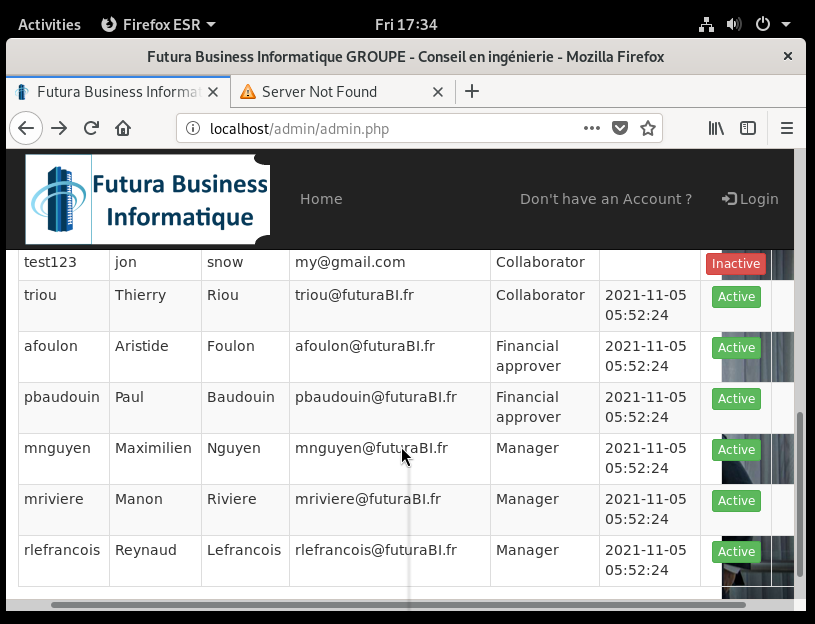 Activities Firefox ESR Fri 17:34
Futura Business Informatique GROUPE - Conseil en ingénierie - Mozilla Firefox
Futura Business Informat Server Not Found
localhost/admin/admin.php
Futura Business
Informatique
Home Don't have an Account ? Login
test123 jon snow my@gmail.com Collaborator Inactive
triou Thierry Riou triou@futuraBI.fr Collaborator 2021-11-05 Active
05:52:24
afoulon Aristide Foulon afoulon@futuraBI.fr Financial 2021-11-05 Active
approver 05:52:24
pbaudouin Paul Baudouin pbaudouin@futuraBI.fr Financial 2021-11-05 Active
approver 05:52:24
mnguyen Maximilien Nguyen mnguyen@futuraBI.fr Manager 2021-11-05 Active
05:52:24
mriviere Manon Riviere mriviere@futuraBI.fr Manager 2021-11-05 Active
05:52:24
rlefrancois Reynaud Lefrancois rlefrancois@futuraBI.fr Manager 2021-11-05 Active
05:52:24